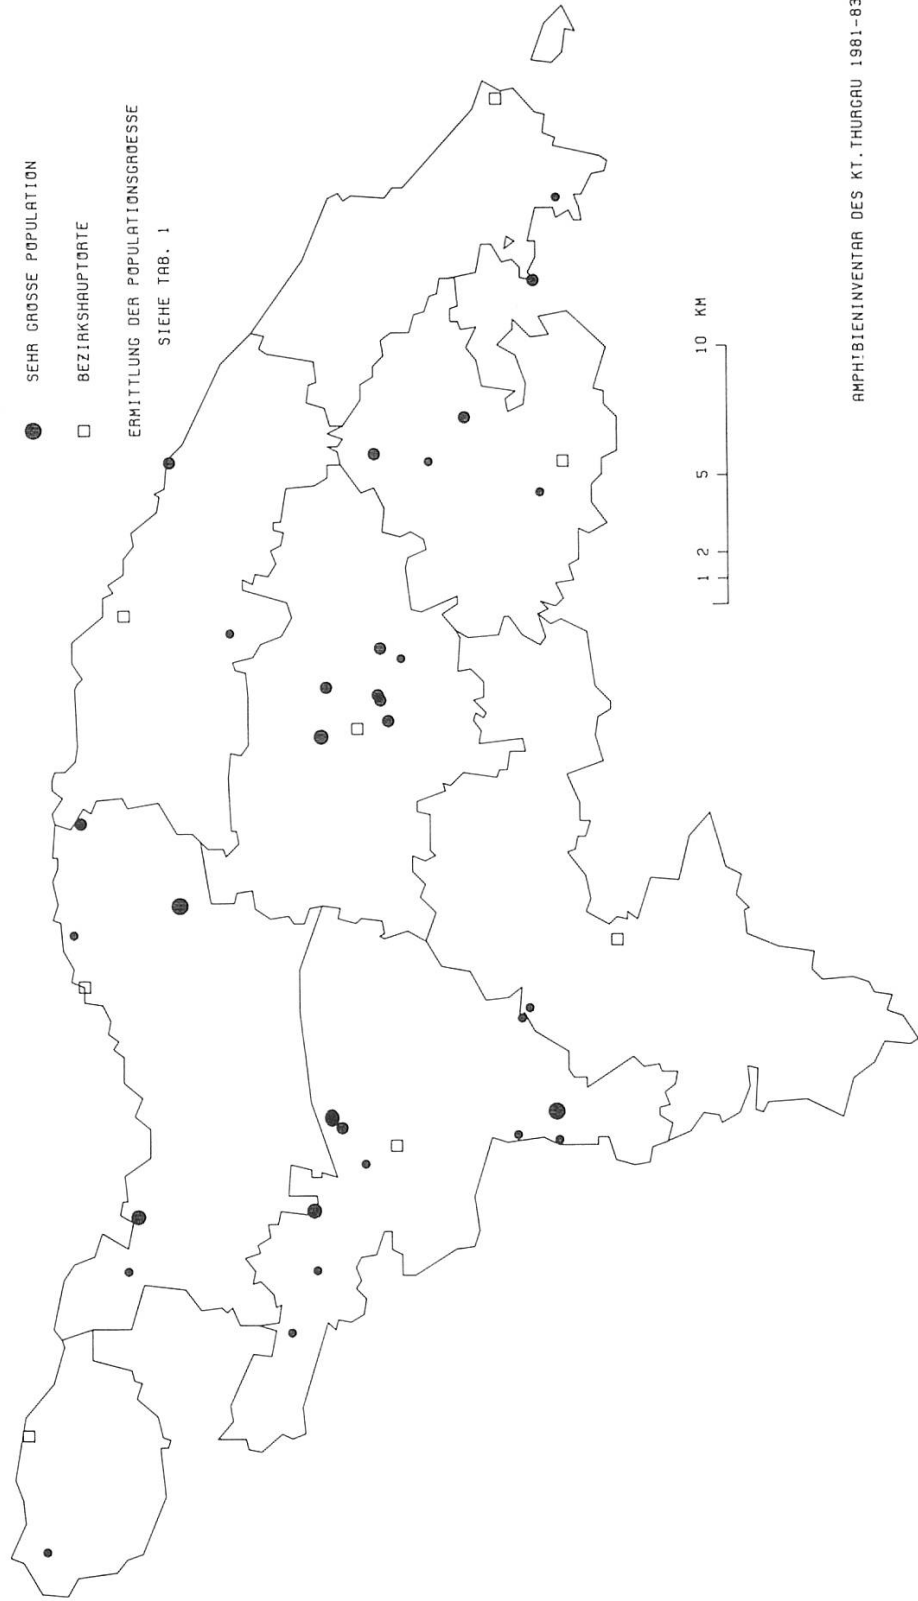 SEHR GROSSE POPULATION
BEZIRKSHAUPTORTE
ERMITTLUNG DER POPULATIONSGROESSE
SIEHE TAB. 1
1 2 5 10 KM
AMPHIBIENINVENTAR DES KT.THURGAU 1981-83